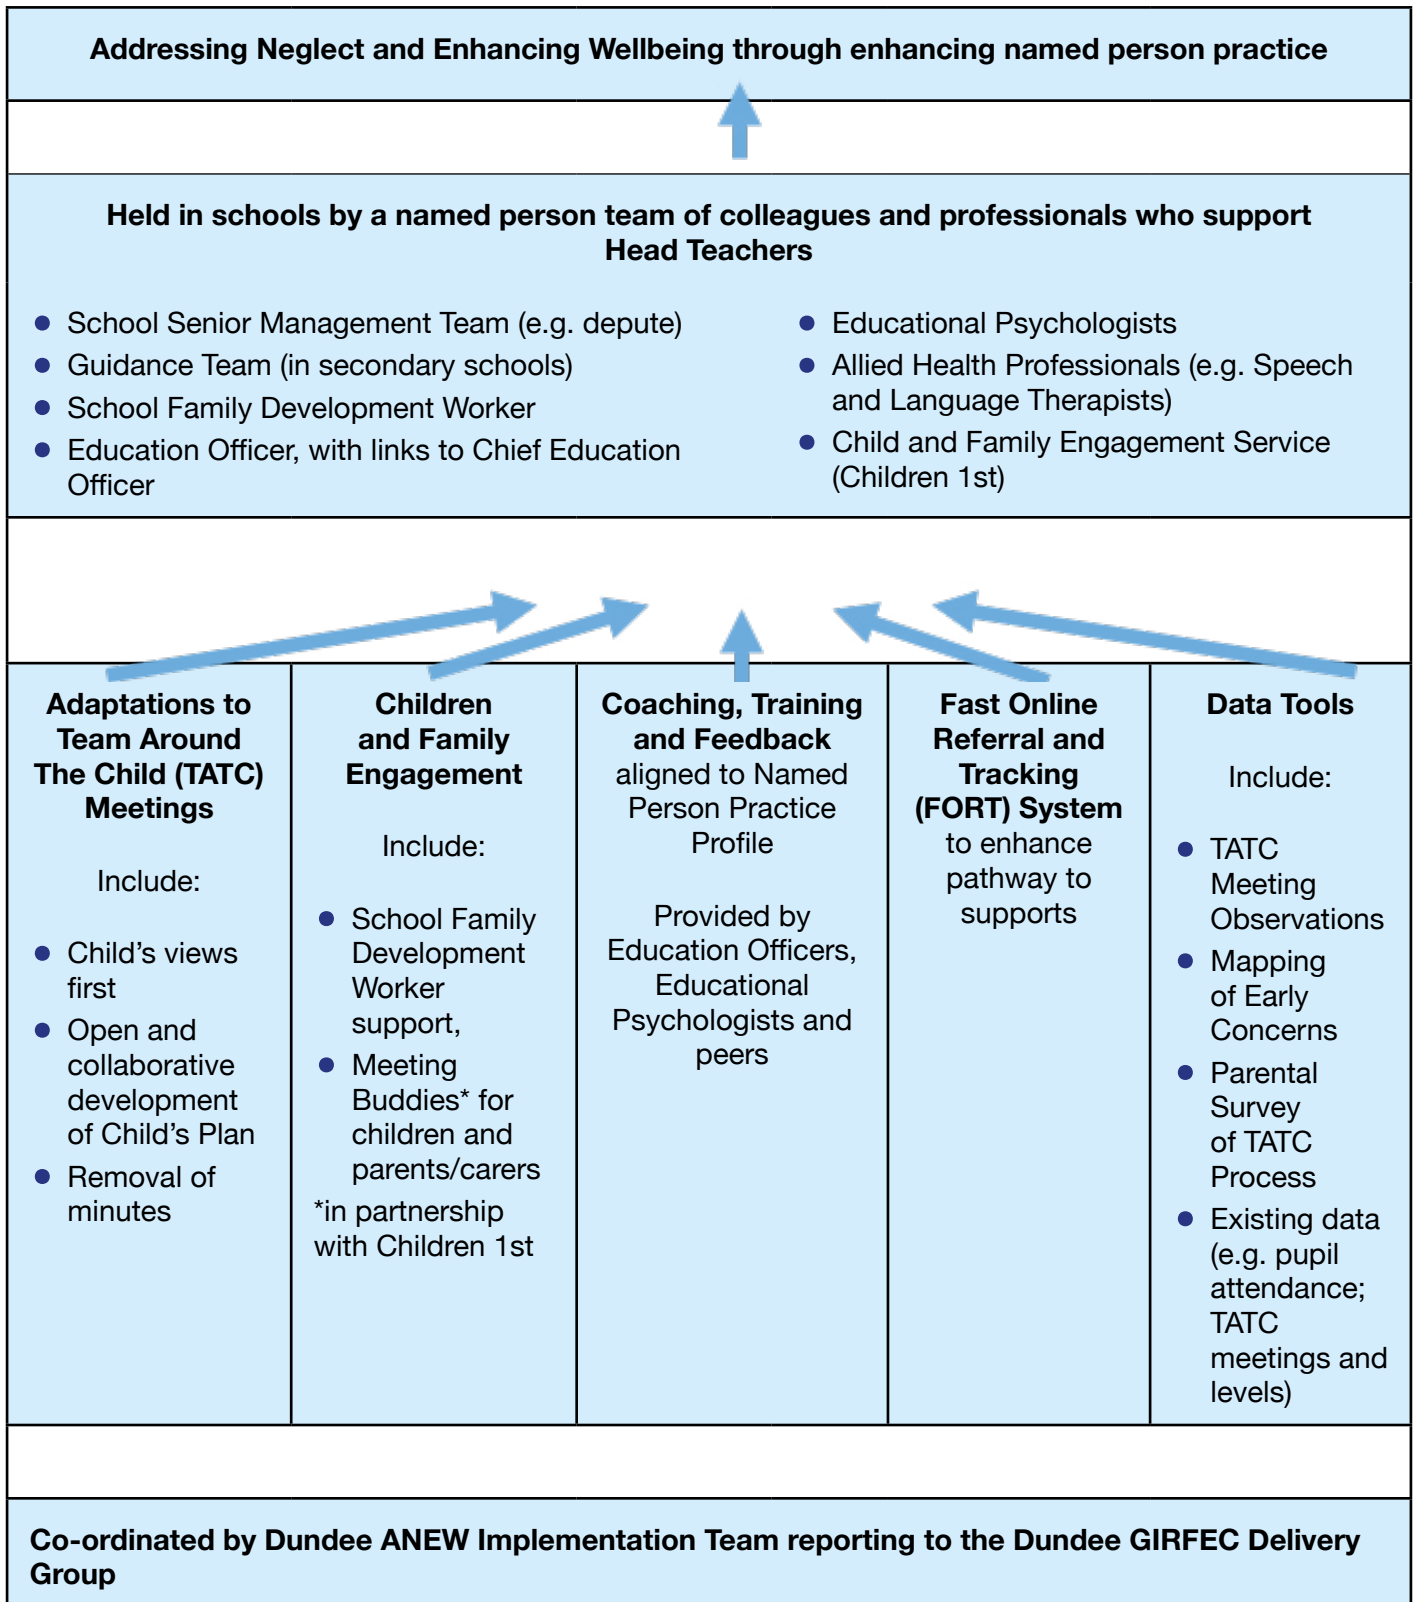 Addressing Neglect and Enhancing Wellbeing through enhancing named person practice
Held in schools by a named person team of colleagues and professionals who support
Head Teachers
● School Senior Management Team (e.g. depute)
● Guidance Team (in secondary schools)
● School Family Development Worker
● Education Officer, with links to Chief Education
Officer
● Educational Psychologists
● Allied Health Professionals (e.g. Speech
and Language Therapists)
● Child and Family Engagement Service
(Children 1st)
Adaptations to
Team Around
The Child (TATC)
Meetings
Include:
● Child’s views
first
● Open and
collaborative
development
of Child’s Plan
● Removal of
minutes
Children
and Family
Engagement
Include:
● School Family
Development
Worker
support,
● Meeting
Buddies* for
children and
parents/carers
*in partnership
with Children 1st
Coaching, Training
and Feedback
aligned to Named
Person Practice
Profile
Provided by
Education Officers,
Educational
Psychologists and
peers
Fast Online
Referral and
Tracking
(FORT) System
to enhance
pathway to
supports
Data Tools
Include:
● TATC
Meeting
Observations
● Mapping
of Early
Concerns
● Parental
Survey
of TATC
Process
● Existing data
(e.g. pupil
attendance;
TATC
meetings and
levels)
Co-ordinated by Dundee ANEW Implementation Team reporting to the Dundee GIRFEC Delivery
Group